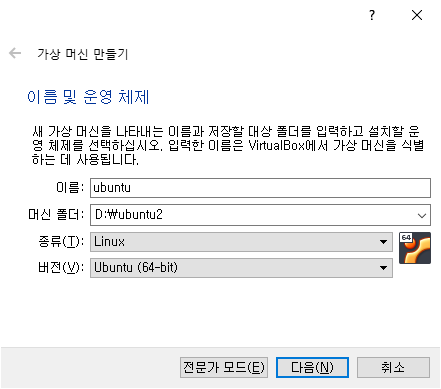 ?
가상 머신 만들기
이름 및 운영 체제
새 가상 머신을 나타내는 이름과 저장할 대상 폴더를 입력하고 설치할 운
영 체제를 선택하십시오. 입력한 이름은 VirtualBox에서 가상 머신을 식별
하는 데 사용됩니다.
이름: ubuntu
머신 폴더: D:₩ubuntu2
종류(T): Linux
64
버전(V): Ubuntu (64-bit)
전문가 모드(E) 다음(N) 취소